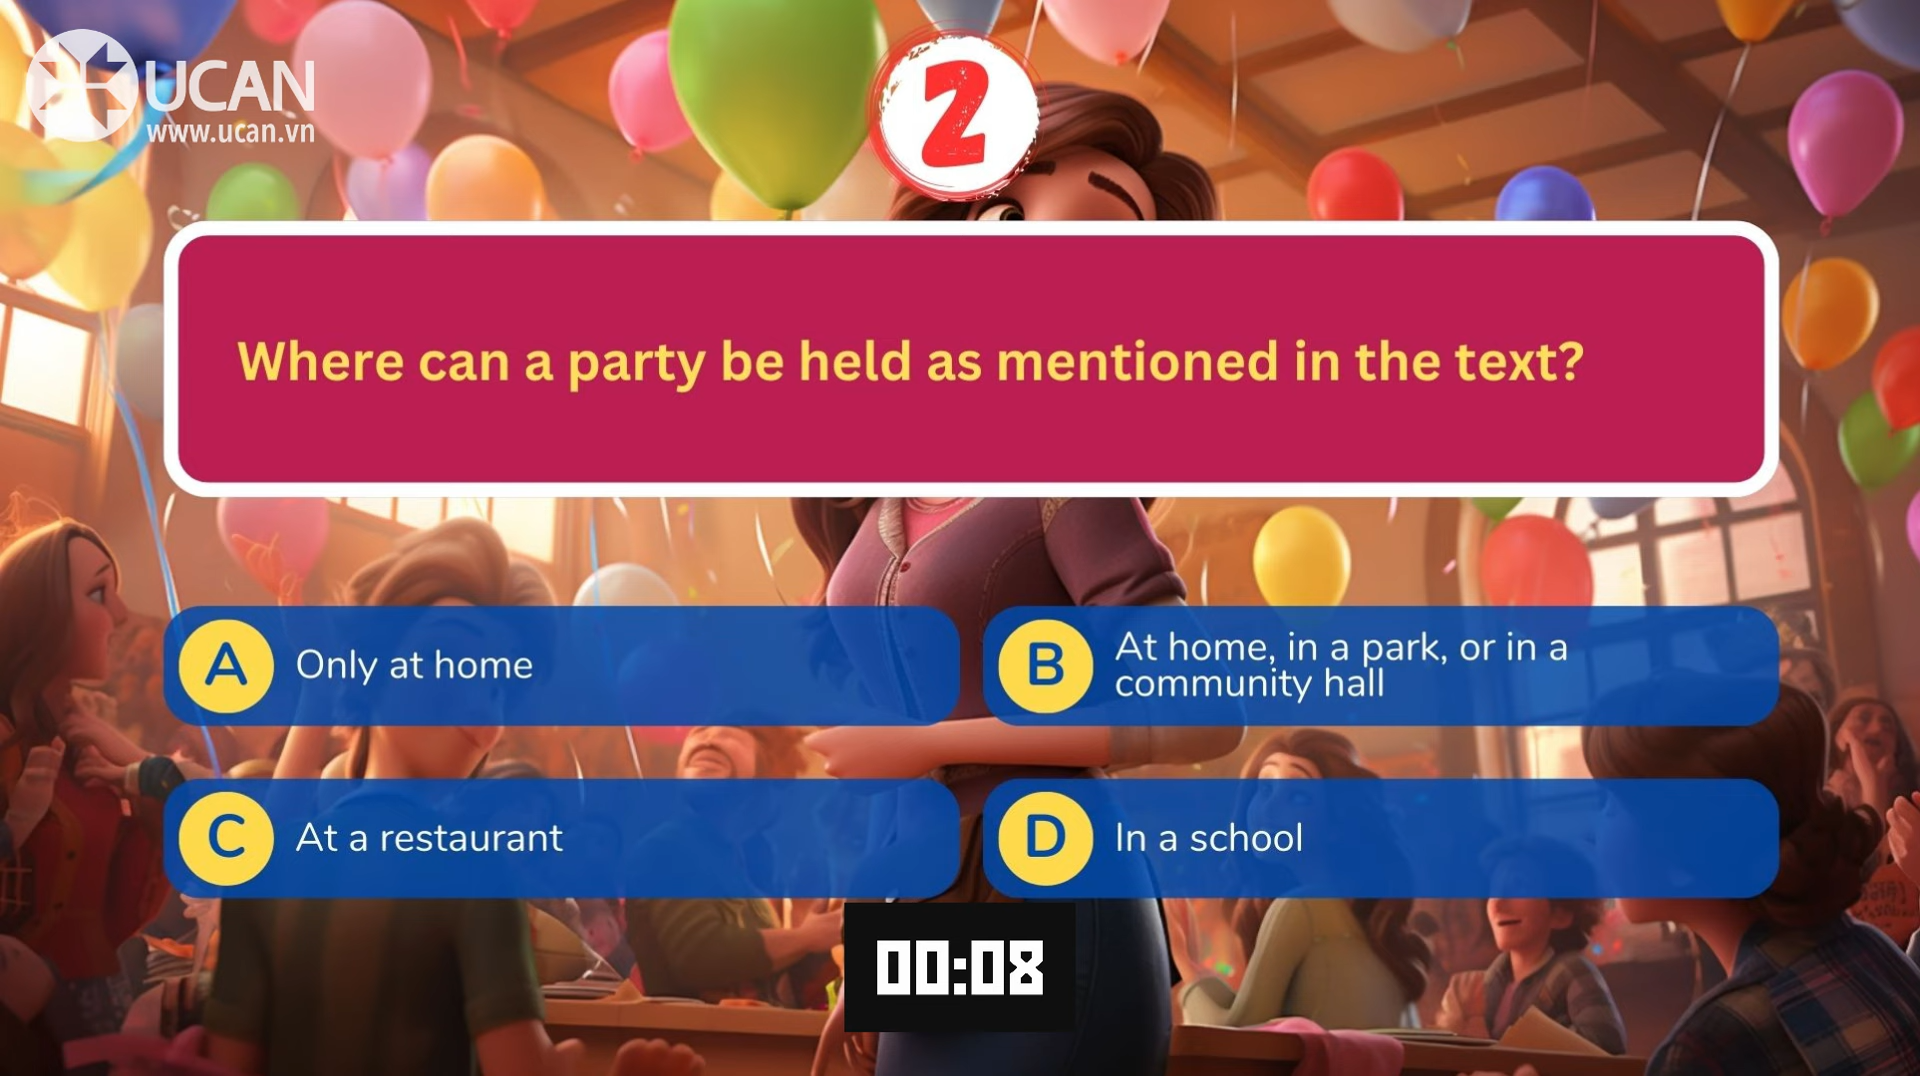 UCAN
www.ucan.vn
2
Where can a party be held as mentioned in the text?
A
Only at home
B
At home, in a park, or in a
community hall
C
At a restaurant
D
In a school
00:08